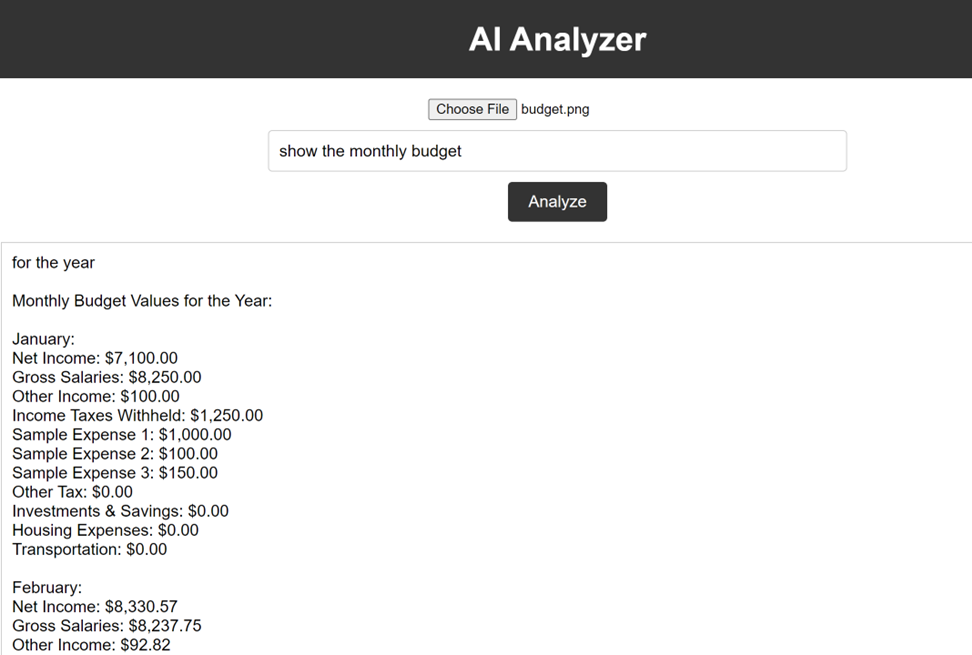 AI Analyzer
Choose File budget.png
show the monthly budget
Analyze
for the year
Monthly Budget Values for the Year:
January:
Net Income: $7,100.00
Gross Salaries: $8,250.00
Other Income: $100.00
Income Taxes Withheld: $1,250.00
Sample Expense 1: $1,000.00
Sample Expense 2: $100.00
Sample Expense 3: $150.00
Other Tax: $0.00
Investments & Savings: $0.00
Housing Expenses: $0.00
Transportation: $0.00
February:
Net Income: $8,330.57
Gross Salaries: $8,237.75
Other Income: $92.82